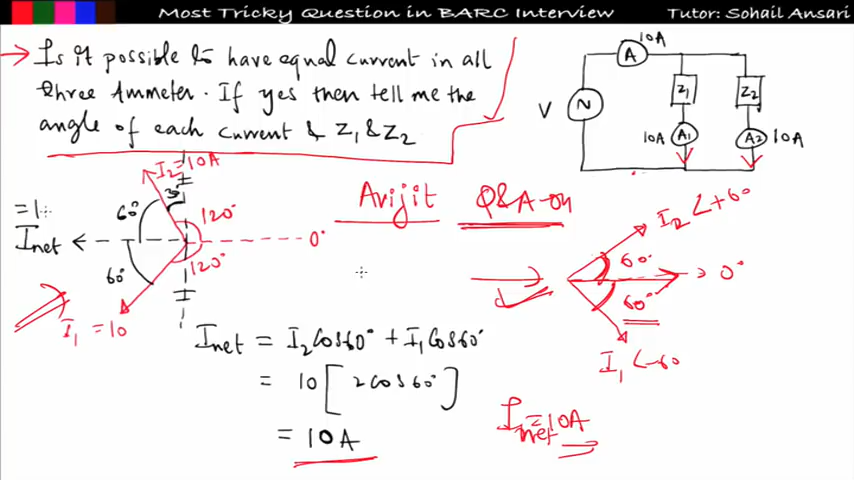 Most Tricky Question in BARC Interview
Tutor: Sohail Ansari
Is it possible to have equal current in all
three Ammeter. If yes then tell me the
angle of each current & Z1 & Z2
10A
A
V
N
Z1
Z2
10A
A1
A2
10A
I2 = 10A
60°
120°
= 1
Inet
0°
60°
120°
I1 = 10
Avijit Q&A-04
I2 <+60
60°
0°
60°
I1 <-60
Inet = I2 Cos60° + I1 Cos60°
= 10 [ 2 cos 60° ]
= 10A
Inet = 10A